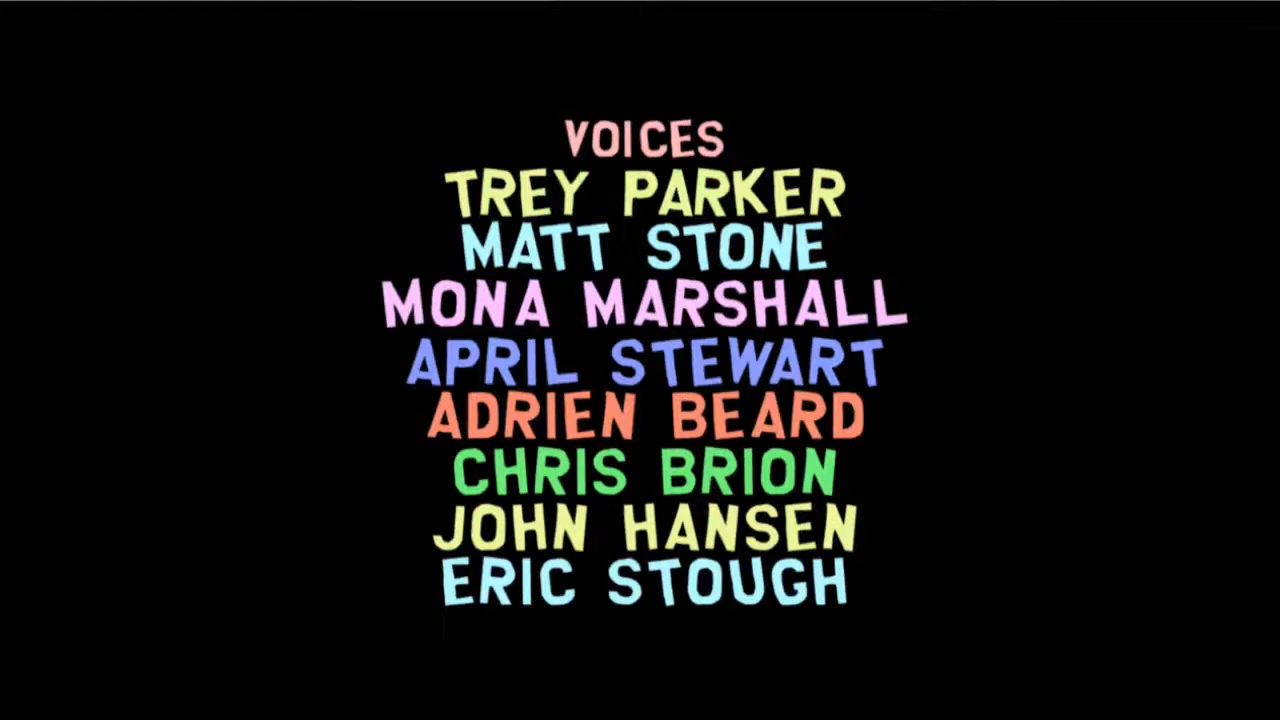 VOICES
TREY PARKER
MATT STONE
MONA MARSHALL
APRIL STEWART
ADRIEN BEARD
CHRIS BRION
JOHN HANSEN
ERIC STOUGH